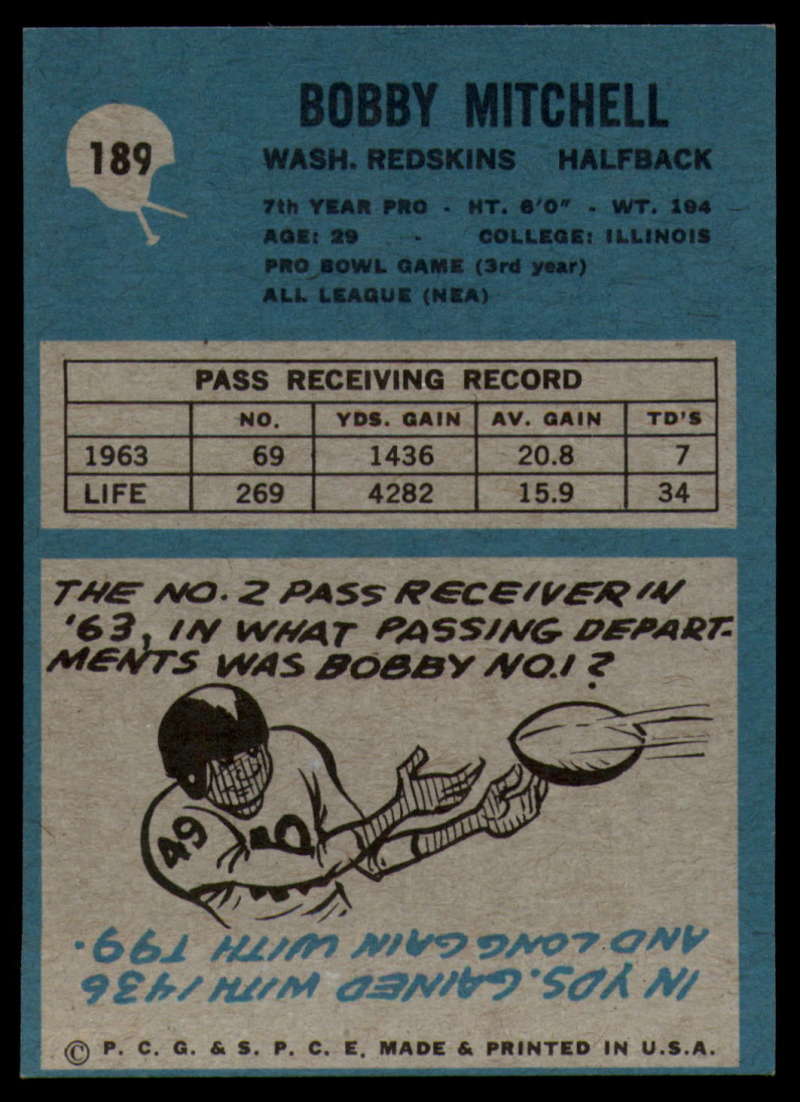 189
BOBBY MITCHELL
WASH. REDSKINS HALFBACK
7th YEAR PRO - HT. 6'0" - WT. 194
AGE: 29 - COLLEGE: ILLINOIS
PRO BOWL GAME (3rd year)
ALL LEAGUE (NEA)
PASS RECEIVING RECORD
NO. YDS. GAIN AV. GAIN TD'S
1963 69 1436 20.8 7
LIFE 269 4282 15.9 34
THE NO. 2 PASS RECEIVER IN
'63, IN WHAT PASSING DEPART-
MENTS WAS BOBBY NO. 1?
49
IN YDS. GAINED WITH 1436
AND LONG GAIN WITH T99.
© P. C. G. & S. P. C. E. MADE & PRINTED IN U.S.A.